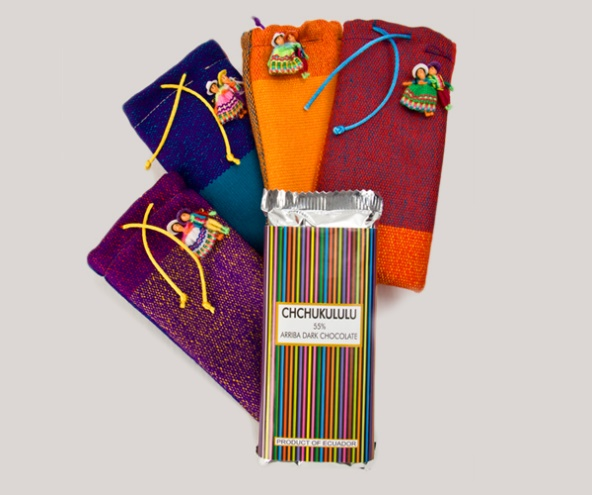 CHCHUKULULU
55%
ARRIBA DARK CHOCOLATE
PRODUCT OF ECUADOR